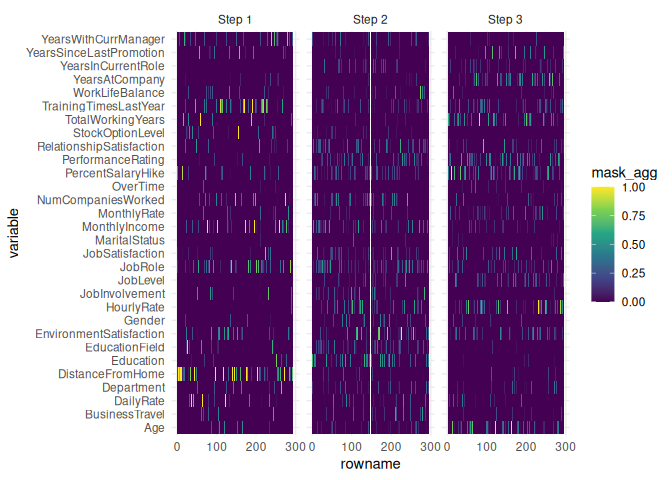 Step 1 Step 2 Step 3
YearsWithCurrManager
YearsSinceLastPromotion
YearsInCurrentRole
YearsAtCompany
WorkLifeBalance
TrainingTimesLastYear
TotalWorkingYears
StockOptionLevel
RelationshipSatisfaction
PerformanceRating
PercentSalaryHike
OverTime
NumCompaniesWorked
MonthlyRate
MonthlyIncome
MaritalStatus
JobSatisfaction
JobRole
JobLevel
JobInvolvement
HourlyRate
Gender
EnvironmentSatisfaction
EducationField
Education
DistanceFromHome
Department
DailyRate
BusinessTravel
Age
variable
0 100 200 300 0 100 200 300 0 100 200 300
rowname
mask_agg
1.00
0.75
0.50
0.25
0.00